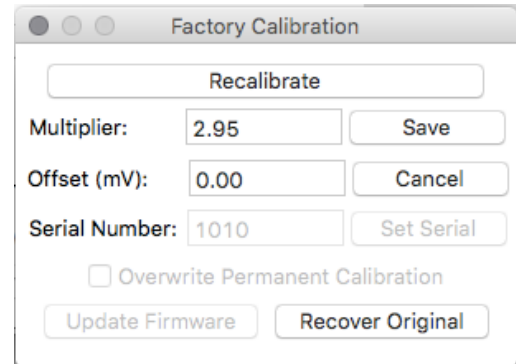 Factory Calibration
Recalibrate
Multiplier: 2.95 Save
Offset (mV): 0.00 Cancel
Serial Number: 1010 Set Serial
Overwrite Permanent Calibration
Update Firmware Recover Original